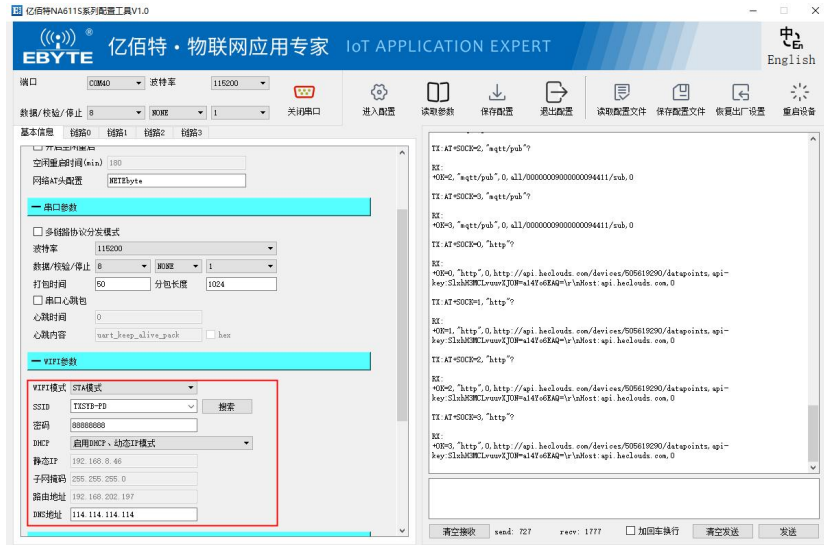 亿佰特NA611S系列配置工具V1.0
EBYTE ® 亿佰特·物联网应用专家 IoT APPLICATION EXPERT
中 En
English
端口 COM40 波特率 115200
数据/校验/停止 8 NONE 1
关闭串口 进入配置 读取参数 保存配置 退出配置 读取配置文件 保存配置文件 恢复出厂设置 重启设备
基本信息 链路0 链路1 链路2 链路3
开启空闲重启
空闲重启时间(min) 180
网络AT头配置 NETEbyte
一 串口参数
多链路协议分发模式
波特率 115200
数据/校验/停止 8 NONE 1
打包时间 50 分包长度 1024
串口心跳包
心跳时间 0
心跳内容 uart_keep_alive_pack hex
一 WIFI参数
WIFI模式 STA模式
SSID TXSYB-PD 搜索
密码 88888888
DHCP 启用DHCP、动态IP模式
静态IP 192.168.8.46
子网掩码 255.255.255.0
路由地址 192.168.202.197
DNS地址 114.114.114.114
TX:AT+SOCK=2,"mqtt/pub"?
RX:
+OK=2,"mqtt/pub",0,all/00000009000000094411/sub,0
TX:AT+SOCK=3,"mqtt/pub"?
RX:
+OK=3,"mqtt/pub",0,all/00000009000000094411/sub,0
TX:AT+SOCK=0,"http"?
RX:
+OK=0,"http",0,http://api.heclouds.com/devices/505619290/datapoints,api-
key:SlxhM3MCLvuuvXJON=a14Yo6EAQ=\r\nHost:api.heclouds.com,0
TX:AT+SOCK=1,"http"?
RX:
+OK=1,"http",0,http://api.heclouds.com/devices/505619290/datapoints,api-
key:SlxhM3MCLvuuvXJON=a14Yo6EAQ=\r\nHost:api.heclouds.com,0
TX:AT+SOCK=2,"http"?
RX:
+OK=2,"http",0,http://api.heclouds.com/devices/505619290/datapoints,api-
key:SlxhM3MCLvuuvXJON=a14Yo6EAQ=\r\nHost:api.heclouds.com,0
TX:AT+SOCK=3,"http"?
RX:
+OK=3,"http",0,http://api.heclouds.com/devices/505619290/datapoints,api-
key:SlxhM3MCLvuuvXJON=a14Yo6EAQ=\r\nHost:api.heclouds.com,0
清空接收 send: 727 recv: 1777 加回车换行 清空发送 发送